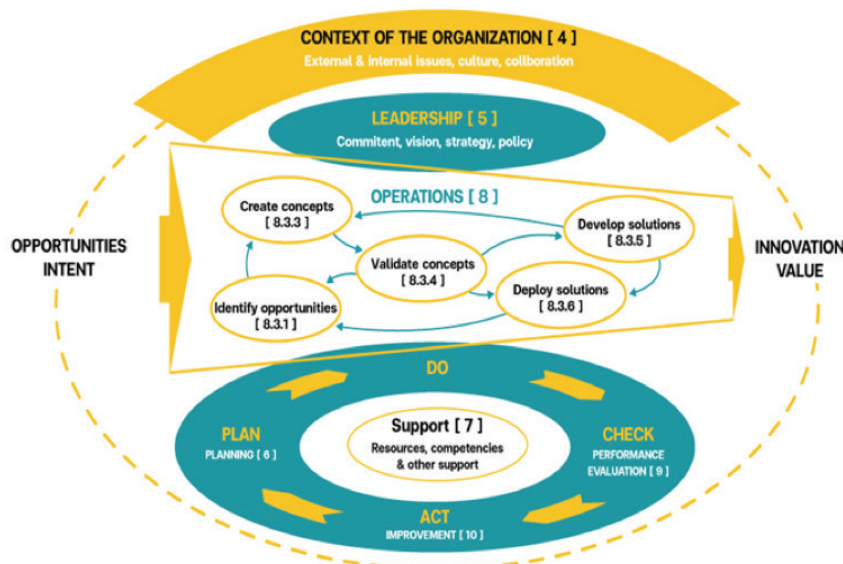 CONTEXT OF THE ORGANIZATION [ 4 ]
External & internal issues, culture, collboration
LEADERSHIP [ 5 ]
Commitent, vision, strategy, policy
OPERATIONS [ 8 ]
Create concepts
[ 8.3.3 ]
Develop solutions
[ 8.3.5 ]
OPPORTUNITIES
INTENT
Validate concepts
[ 8.3.4 ]
INNOVATION
VALUE
Identify opportunities
[ 8.3.1 ]
Deploy solutions
[ 8.3.6 ]
DO
PLAN
PLANNING [ 6 ]
Support [ 7 ]
Resources, competencies
& other support
CHECK
PERFORMANCE
EVALUATION [ 9 ]
ACT
IMPROVEMENT [ 10 ]